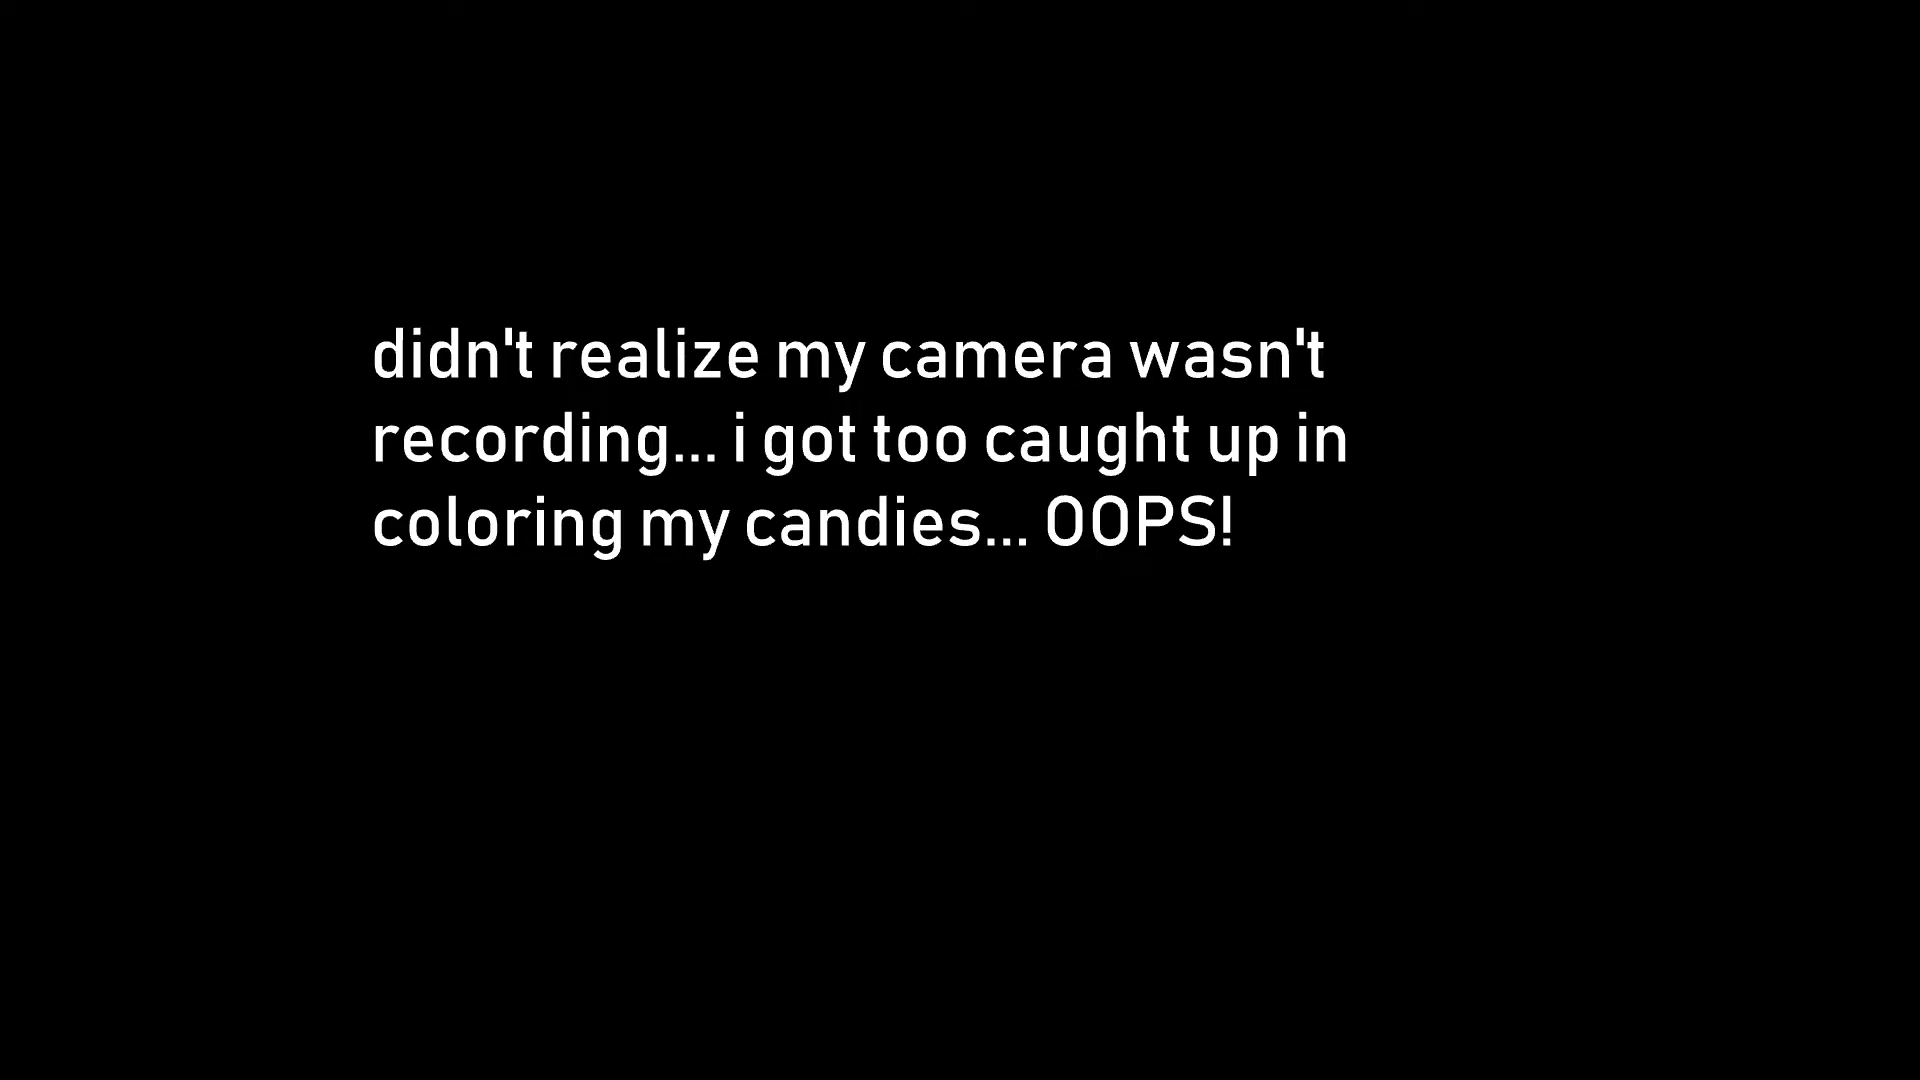 didn't realize my camera wasn't
recording... i got too caught up in
coloring my candies... OOPS!